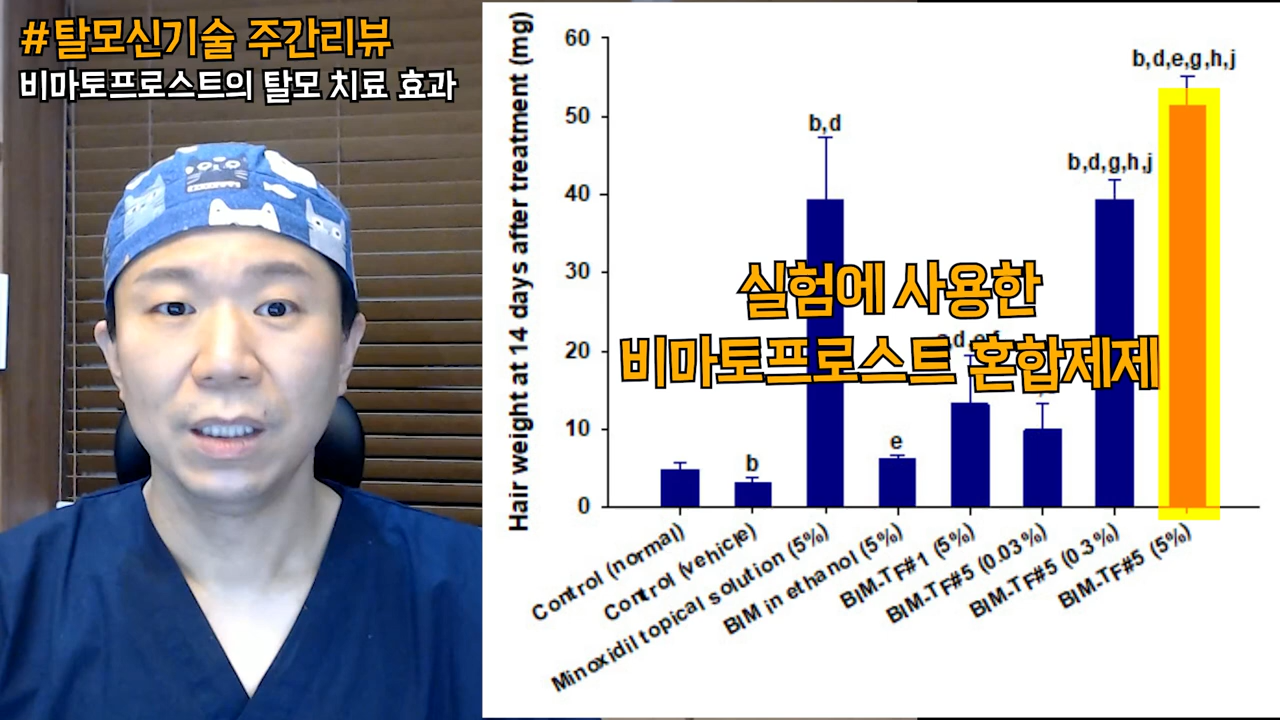 #탈모신기술 주간리뷰
비마토프로스트의 탈모 치료 효과
Hair weight at 14 days after treatment (mg)
60
50
40
30
20
10
0
b
b,d
e
b,d,g,h,j
b,d,e,g,h,j
실험에 사용한
비마토프로스트 혼합제제
Control (normal)
Control (vehicle)
Minoxidil topical solution (5%)
BIM in ethanol (5%)
BIM-TF#1 (5%)
BIM-TF#5 (0.03%)
BIM-TF#5 (0.3%)
BIM-TF#5 (5%)